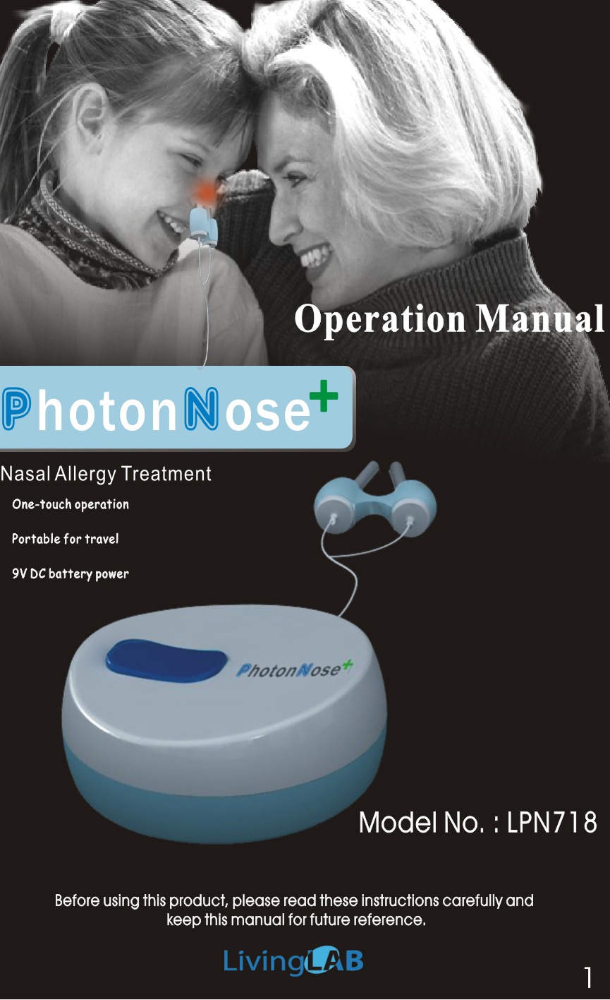 Operation Manual
PhotonNose+
Nasal Allergy Treatment
One-touch operation
Portable for travel
9V DC battery power
PhotonNose+
Model No. : LPN718
Before using this product, please read these instructions carefully and
keep this manual for future reference.
LivingLAB
1